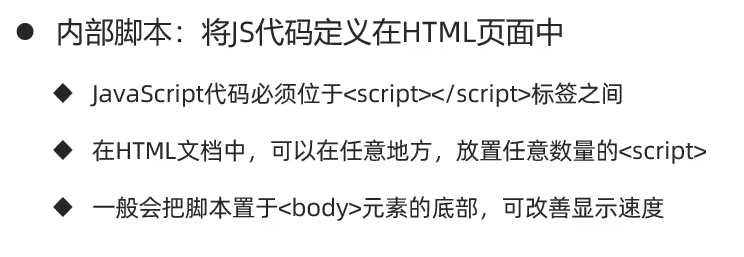 ● 内部脚本：将JS代码定义在HTML页面中
◆ JavaScript代码必须位于<script></script>标签之间
◆ 在HTML文档中，可以在任意地方，放置任意数量的<script>
◆ 一般会把脚本置于<body>元素的底部，可改善显示速度